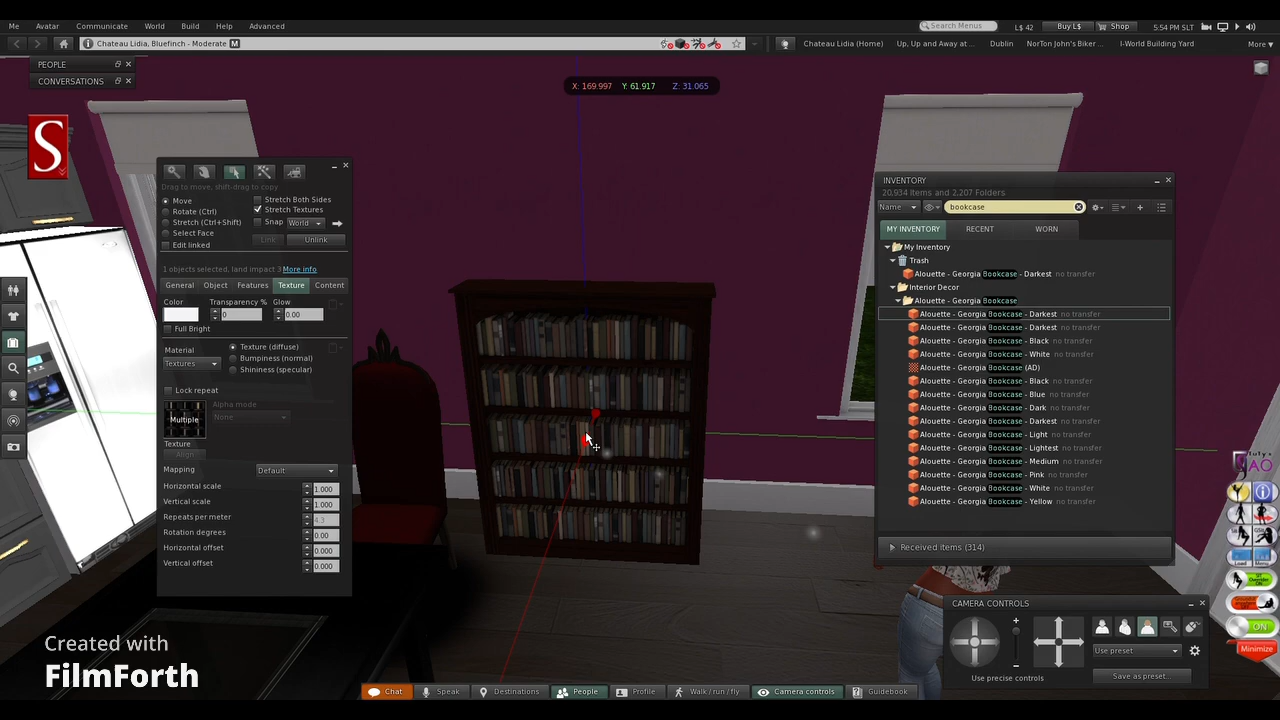 Me Avatar Communicate World Build Help Advanced
Search Menus
L$ 42 Buy L$ Shop 5:54 PM SLT
Chateau Lidia, Bluefinch - Moderate M
Chateau Lidia (Home) Up, Up and Away at ... Dublin NorTon John's Biker ... I-World Building Yard More
PEOPLE
CONVERSATIONS
X: 169.997 Y: 61.917 Z: 31.065
S
Drag to move, shift-drag to copy
Move
Rotate (Ctrl)
Stretch (Ctrl+Shift)
Select Face
Edit linked
Stretch Both Sides
Stretch Textures
Snap World
Link Unlink
1 objects selected, land impact 3 More info
General Object Features Texture Content
Color Transparency % Glow
0 0.00
Full Bright
Material
Textures
Texture (diffuse)
Bumpiness (normal)
Shininess (specular)
Lock repeat
Multiple
Alpha mode
None
Texture
Align
Mapping Default
Horizontal scale 1.000
Vertical scale 1.000
Repeats per meter 4.3
Rotation degrees 0.00
Horizontal offset 0.000
Vertical offset 0.000
INVENTORY
20,934 Items and 2,207 Folders
Name bookcase
MY INVENTORY RECENT WORN
My Inventory
Trash
Alouette - Georgia Bookcase - Darkest no transfer
Interior Decor
Alouette - Georgia Bookcase
Alouette - Georgia Bookcase - Darkest no transfer
Alouette - Georgia Bookcase - Darkest no transfer
Alouette - Georgia Bookcase - Black no transfer
Alouette - Georgia Bookcase - White no transfer
Alouette - Georgia Bookcase (AD)
Alouette - Georgia Bookcase - Black no transfer
Alouette - Georgia Bookcase - Blue no transfer
Alouette - Georgia Bookcase - Dark no transfer
Alouette - Georgia Bookcase - Darkest no transfer
Alouette - Georgia Bookcase - Light no transfer
Alouette - Georgia Bookcase - Lightest no transfer
Alouette - Georgia Bookcase - Medium no transfer
Alouette - Georgia Bookcase - Pink no transfer
Alouette - Georgia Bookcase - White no transfer
Alouette - Georgia Bookcase - Yellow no transfer
Received items (314)
CAMERA CONTROLS
Use preset
Use precise controls
Save as preset...
AO
Load Menu
ON
Minimize
Created with
FilmForth
Chat Speak Destinations People Profile Walk / run / fly Camera controls Guidebook